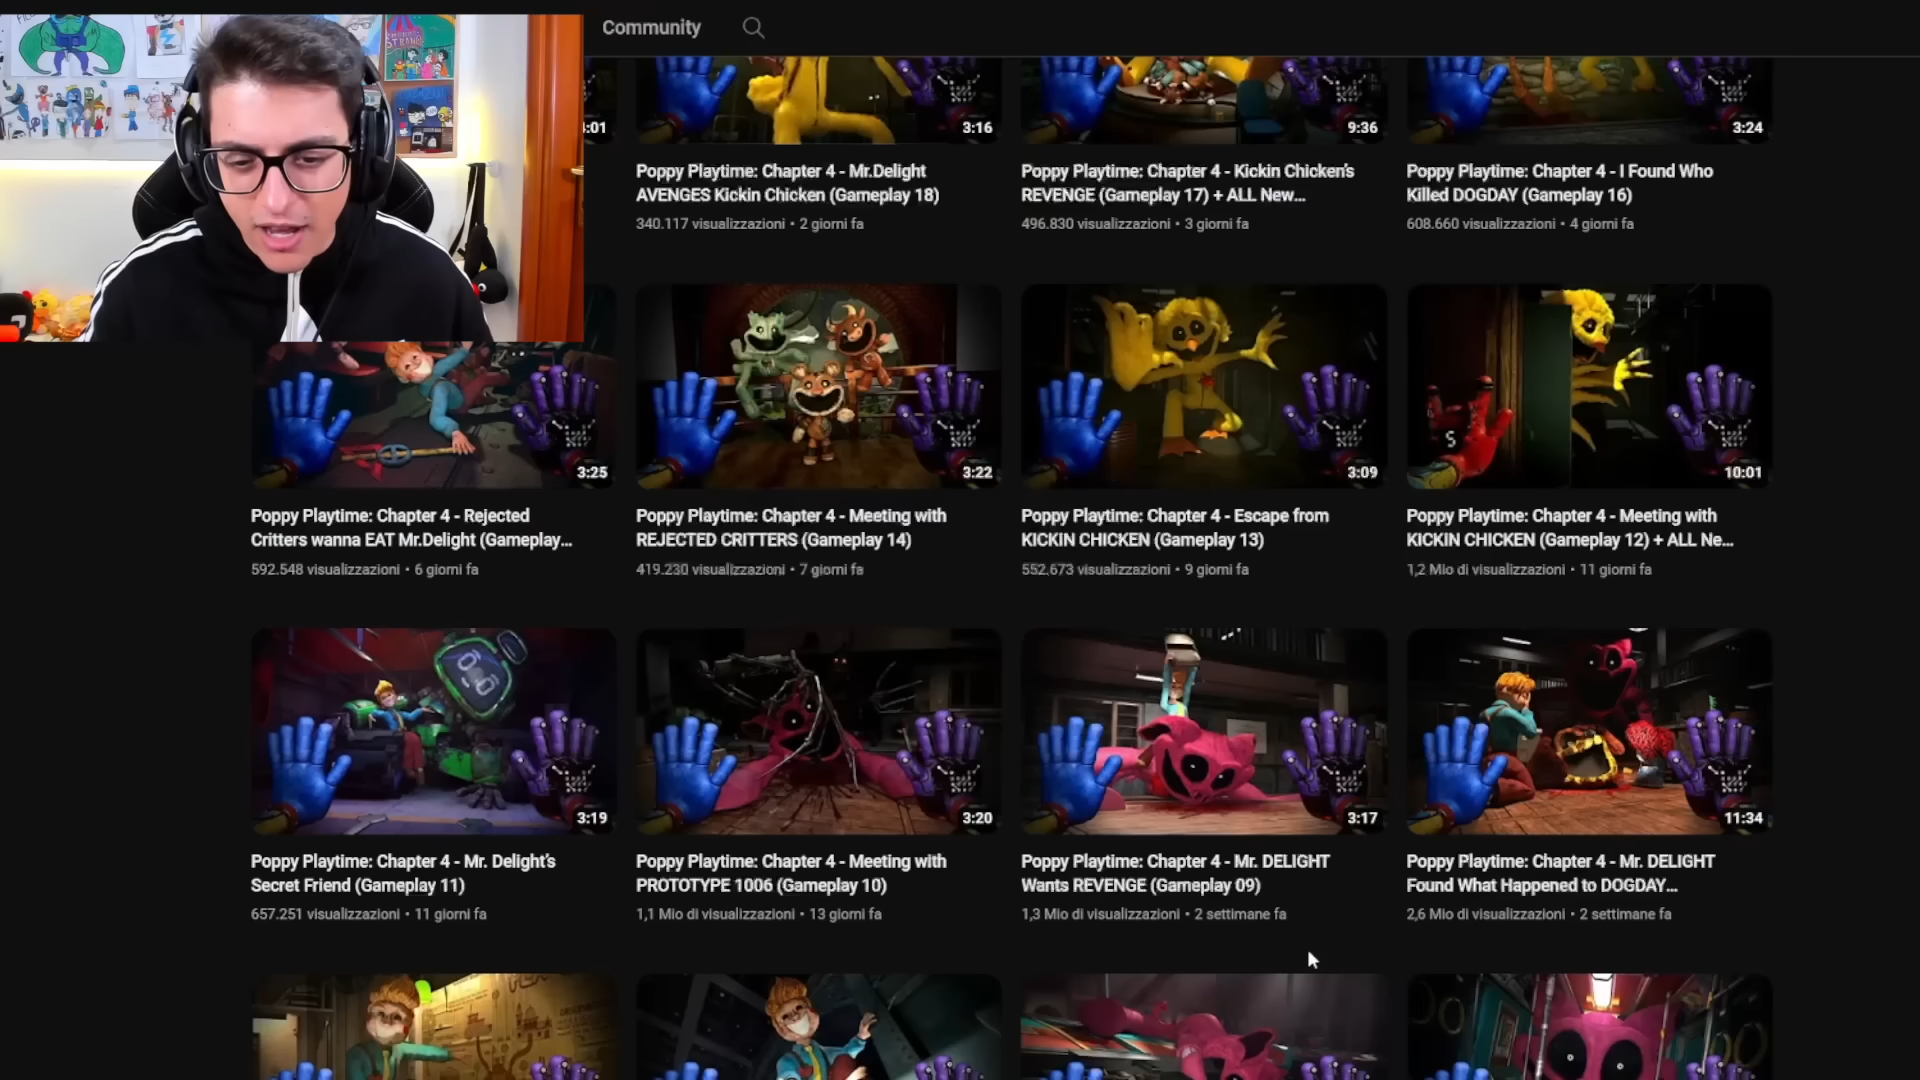 Community
4:01
3:16
9:36
3:24
Poppy Playtime: Chapter 4 - Mr.Delight
AVENGES Kickin Chicken (Gameplay 18)
340.117 visualizzazioni • 2 giorni fa
Poppy Playtime: Chapter 4 - Kickin Chicken's
REVENGE (Gameplay 17) + ALL New...
496.830 visualizzazioni • 3 giorni fa
Poppy Playtime: Chapter 4 - I Found Who
Killed DOGDAY (Gameplay 16)
608.660 visualizzazioni • 4 giorni fa
3:25
3:22
3:09
10:01
Poppy Playtime: Chapter 4 - Rejected
Critters wanna EAT Mr.Delight (Gameplay...
592.548 visualizzazioni • 6 giorni fa
Poppy Playtime: Chapter 4 - Meeting with
REJECTED CRITTERS (Gameplay 14)
419.230 visualizzazioni • 7 giorni fa
Poppy Playtime: Chapter 4 - Escape from
KICKIN CHICKEN (Gameplay 13)
552.673 visualizzazioni • 9 giorni fa
Poppy Playtime: Chapter 4 - Meeting with
KICKIN CHICKEN (Gameplay 12) + ALL Ne...
1,2 Mio di visualizzazioni • 11 giorni fa
3:19
3:20
3:17
11:34
Poppy Playtime: Chapter 4 - Mr. Delight's
Secret Friend (Gameplay 11)
657.251 visualizzazioni • 11 giorni fa
Poppy Playtime: Chapter 4 - Meeting with
PROTOTYPE 1006 (Gameplay 10)
1,1 Mio di visualizzazioni • 13 giorni fa
Poppy Playtime: Chapter 4 - Mr. DELIGHT
Wants REVENGE (Gameplay 09)
1,3 Mio di visualizzazioni • 2 settimane fa
Poppy Playtime: Chapter 4 - Mr. DELIGHT
Found What Happened to DOGDAY...
2,6 Mio di visualizzazioni • 2 settimane fa